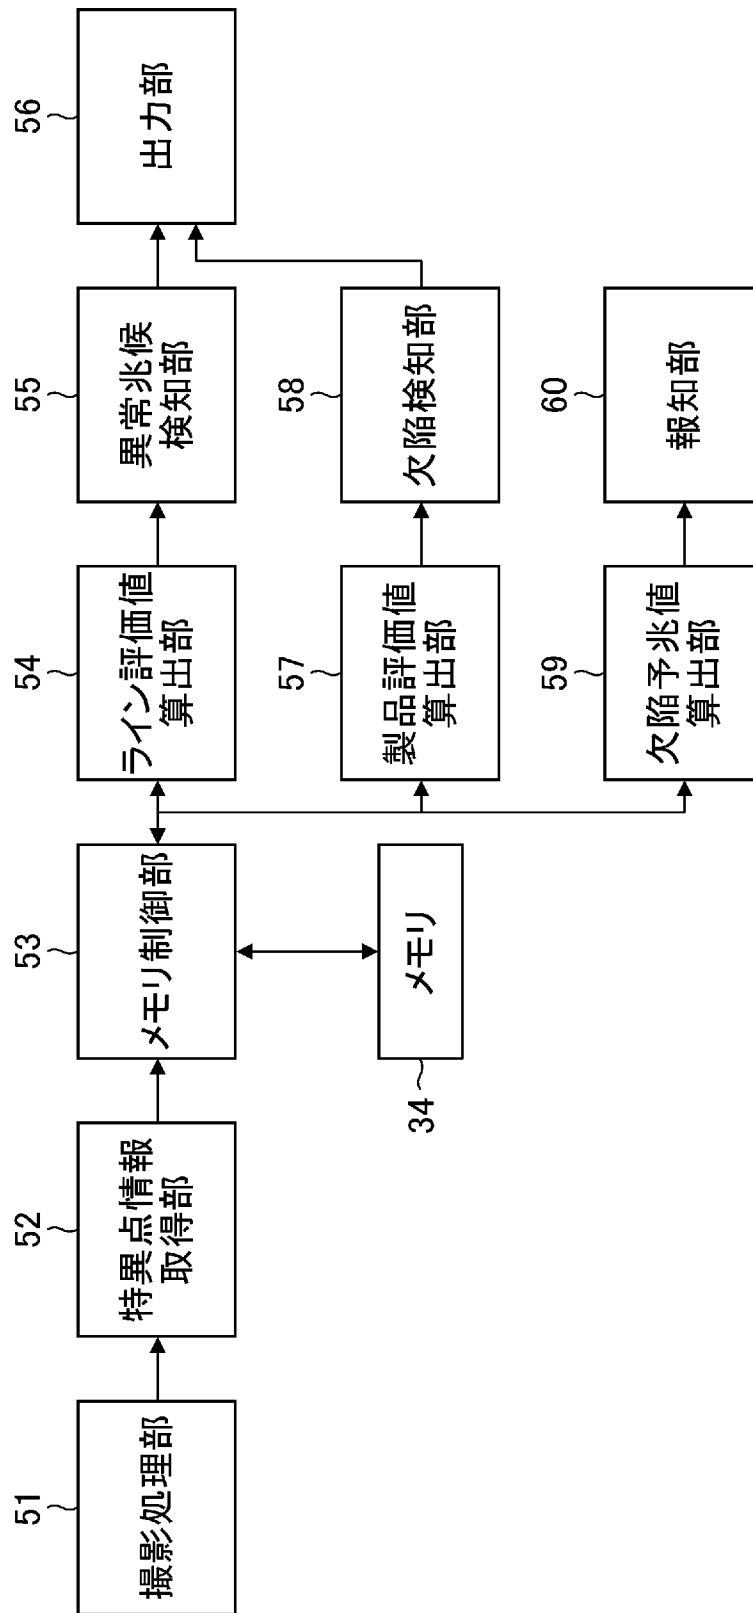 51
撮影処理部
52
特異点情報
取得部
53
メモリ制御部
34
メモリ
54
ライン評価値
算出部
55
異常兆候
検知部
56
出力部
57
製品評価値
算出部
58
欠陥検知部
59
欠陥予兆値
算出部
60
報知部